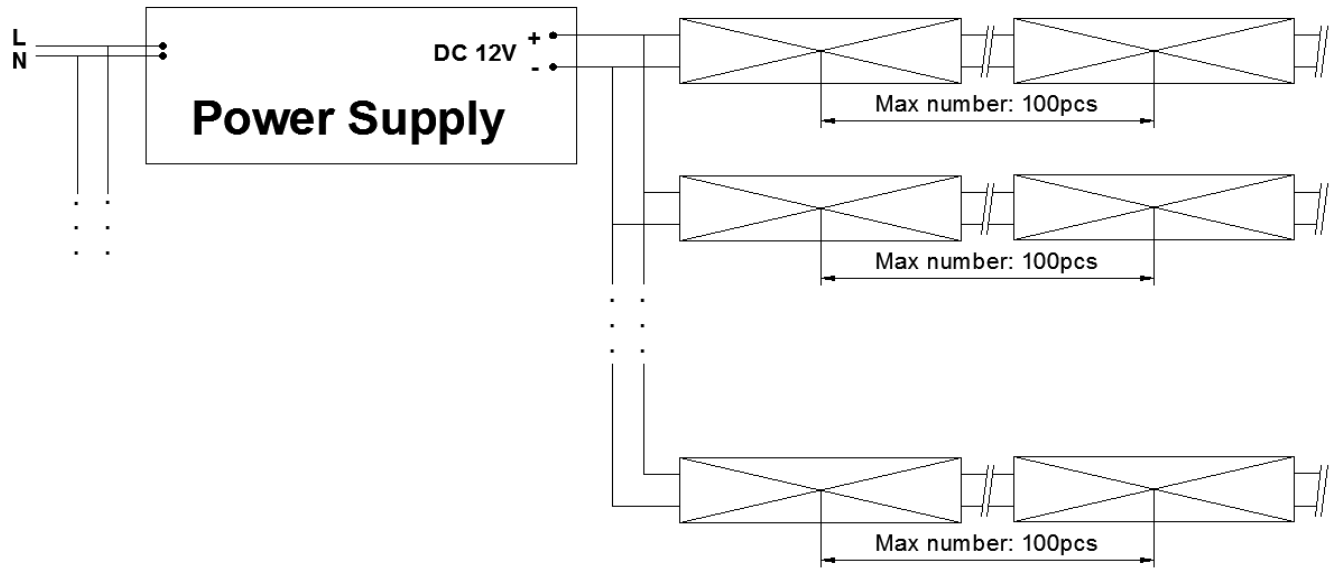 L
N
DC 12V
+
-
Power Supply
Max number: 100pcs
Max number: 100pcs
Max number: 100pcs